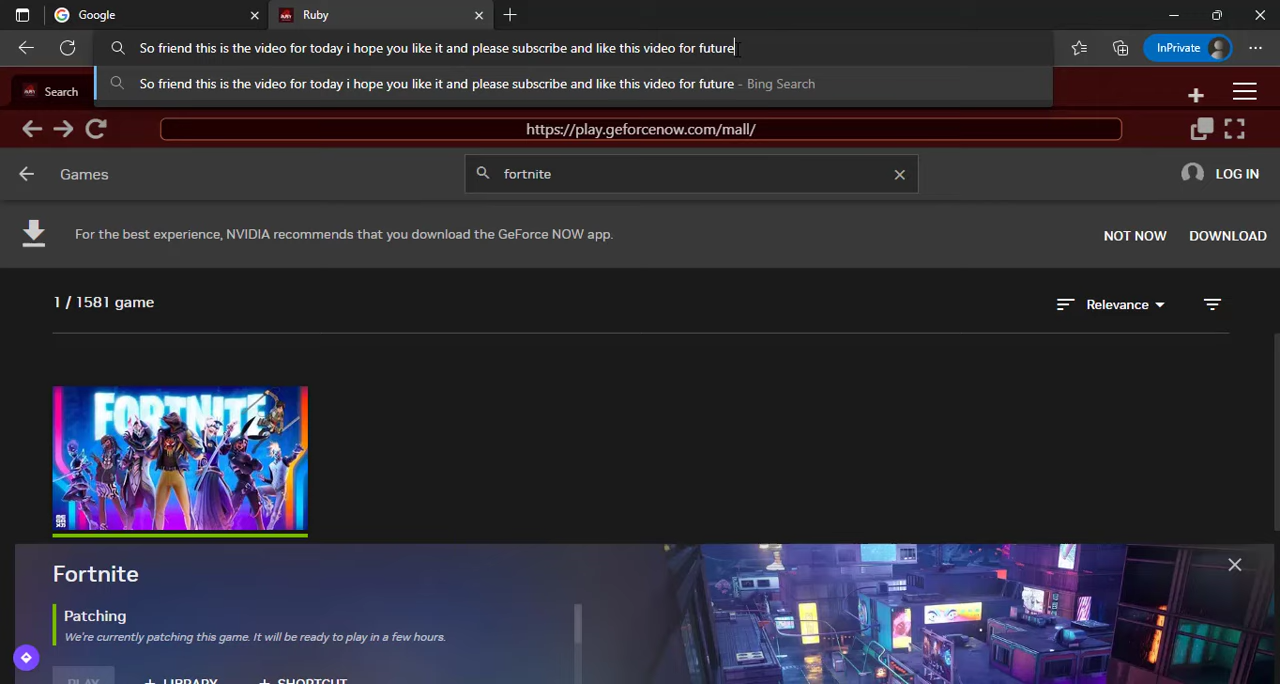 Google
Ruby
So friend this is the video for today i hope you like it and please subscribe and like this video for future
InPrivate
So friend this is the video for today i hope you like it and please subscribe and like this video for future - Bing Search
Search
https://play.geforcenow.com/mall/
Games
fortnite
LOG IN
For the best experience, NVIDIA recommends that you download the GeForce NOW app.
NOT NOW
DOWNLOAD
1 / 1581 game
Relevance
FORTNITE
Fortnite
Patching
We're currently patching this game. It will be ready to play in a few hours.
PLAY
+ LIBRARY
+ SHORTCUT